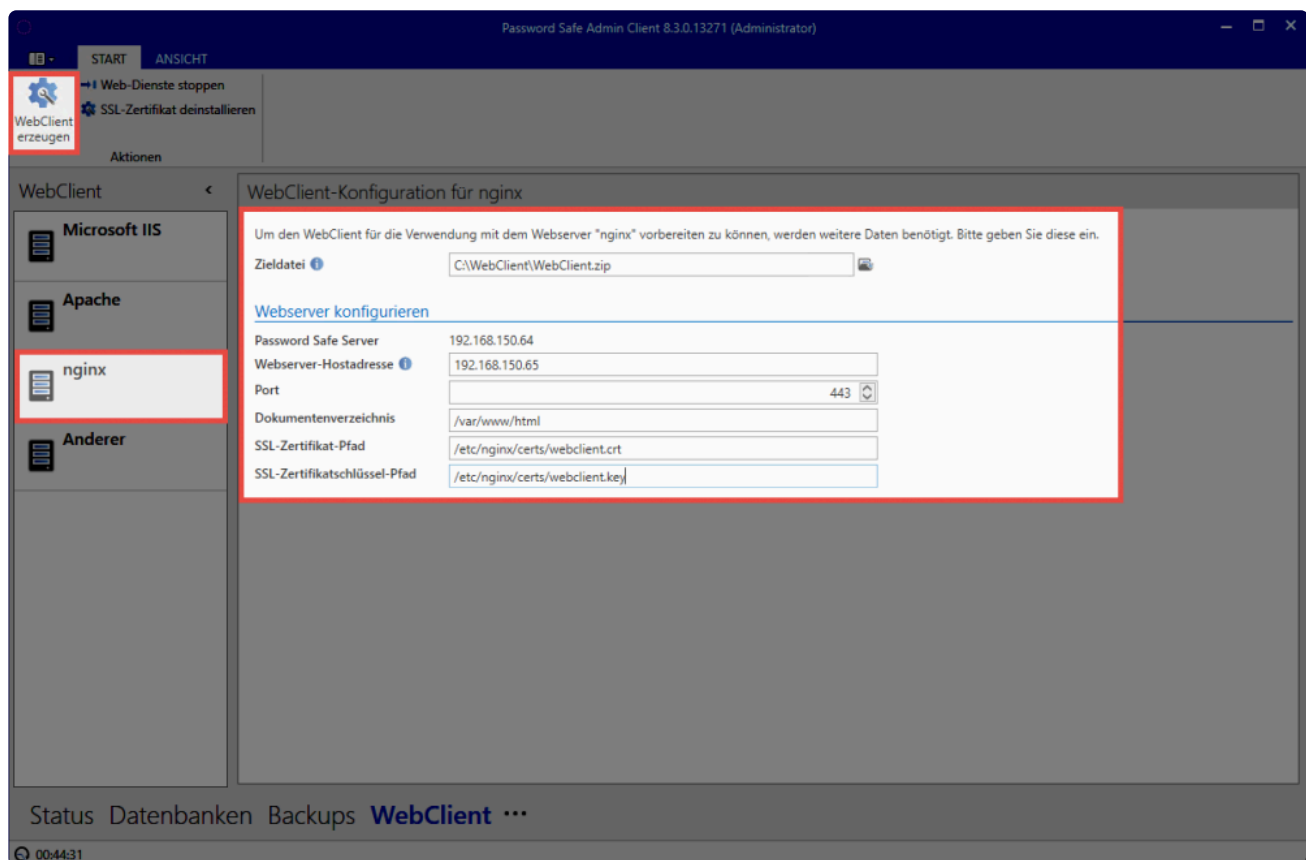 Password Safe Admin Client 8.3.0.13271 (Administrator)
START ANSICHT
WebClient erzeugen
Web-Dienste stoppen
SSL-Zertifikat deinstallieren
Aktionen
WebClient
Microsoft IIS
Apache
nginx
Anderer
WebClient-Konfiguration für nginx
Um den WebClient für die Verwendung mit dem Webserver "nginx" vorbereiten zu können, werden weitere Daten benötigt. Bitte geben Sie diese ein.
Zieldatei C:\WebClient\WebClient.zip
Webserver konfigurieren
Password Safe Server 192.168.150.64
Webserver-Hostadresse 192.168.150.65
Port 443
Dokumentenverzeichnis /var/www/html
SSL-Zertifikat-Pfad /etc/nginx/certs/webclient.crt
SSL-Zertifikatschlüssel-Pfad /etc/nginx/certs/webclient.key
Status Datenbanken Backups WebClient ···
00:44:31